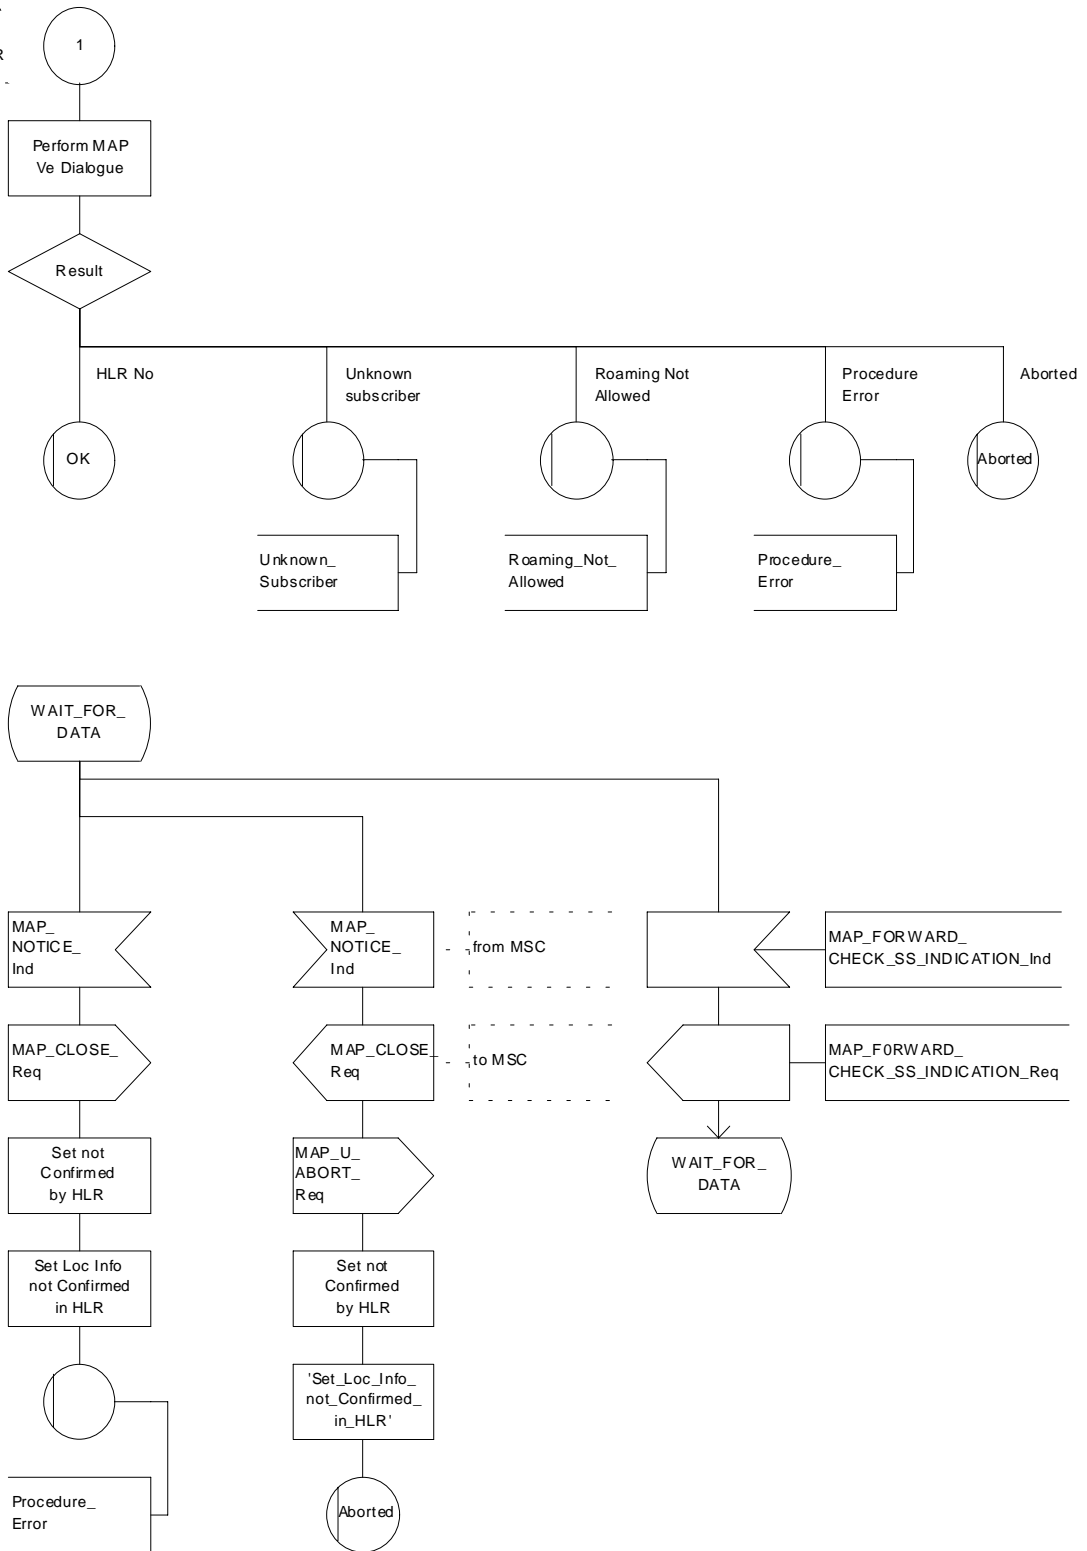 R
1
Perform MAP
Ve Dialogue
Result
HLR No
Unknown
subscriber
Roaming Not
Allowed
Procedure
Error
Aborted
OK
Aborted
Unknown_
Subscriber
Roaming_Not_
Allowed
Procedure_
Error
WAIT_FOR_
DATA
MAP_
NOTICE_
Ind
MAP_
NOTICE_
Ind
from MSC
MAP_FORWARD_
CHECK_SS_INDICATION_Ind
MAP_CLOSE_
Req
MAP_CLOSE_
Req
to MSC
MAP_F0RWARD_
CHECK_SS_INDICATION_Req
Set not
Confirmed
by HLR
MAP_U_
ABORT_
Req
WAIT_FOR_
DATA
Set Loc Info
not Confirmed
in HLR
Set not
Confirmed
by HLR
'Set_Loc_Info_
not_Confirmed_
in_HLR'
Procedure_
Error
Aborted